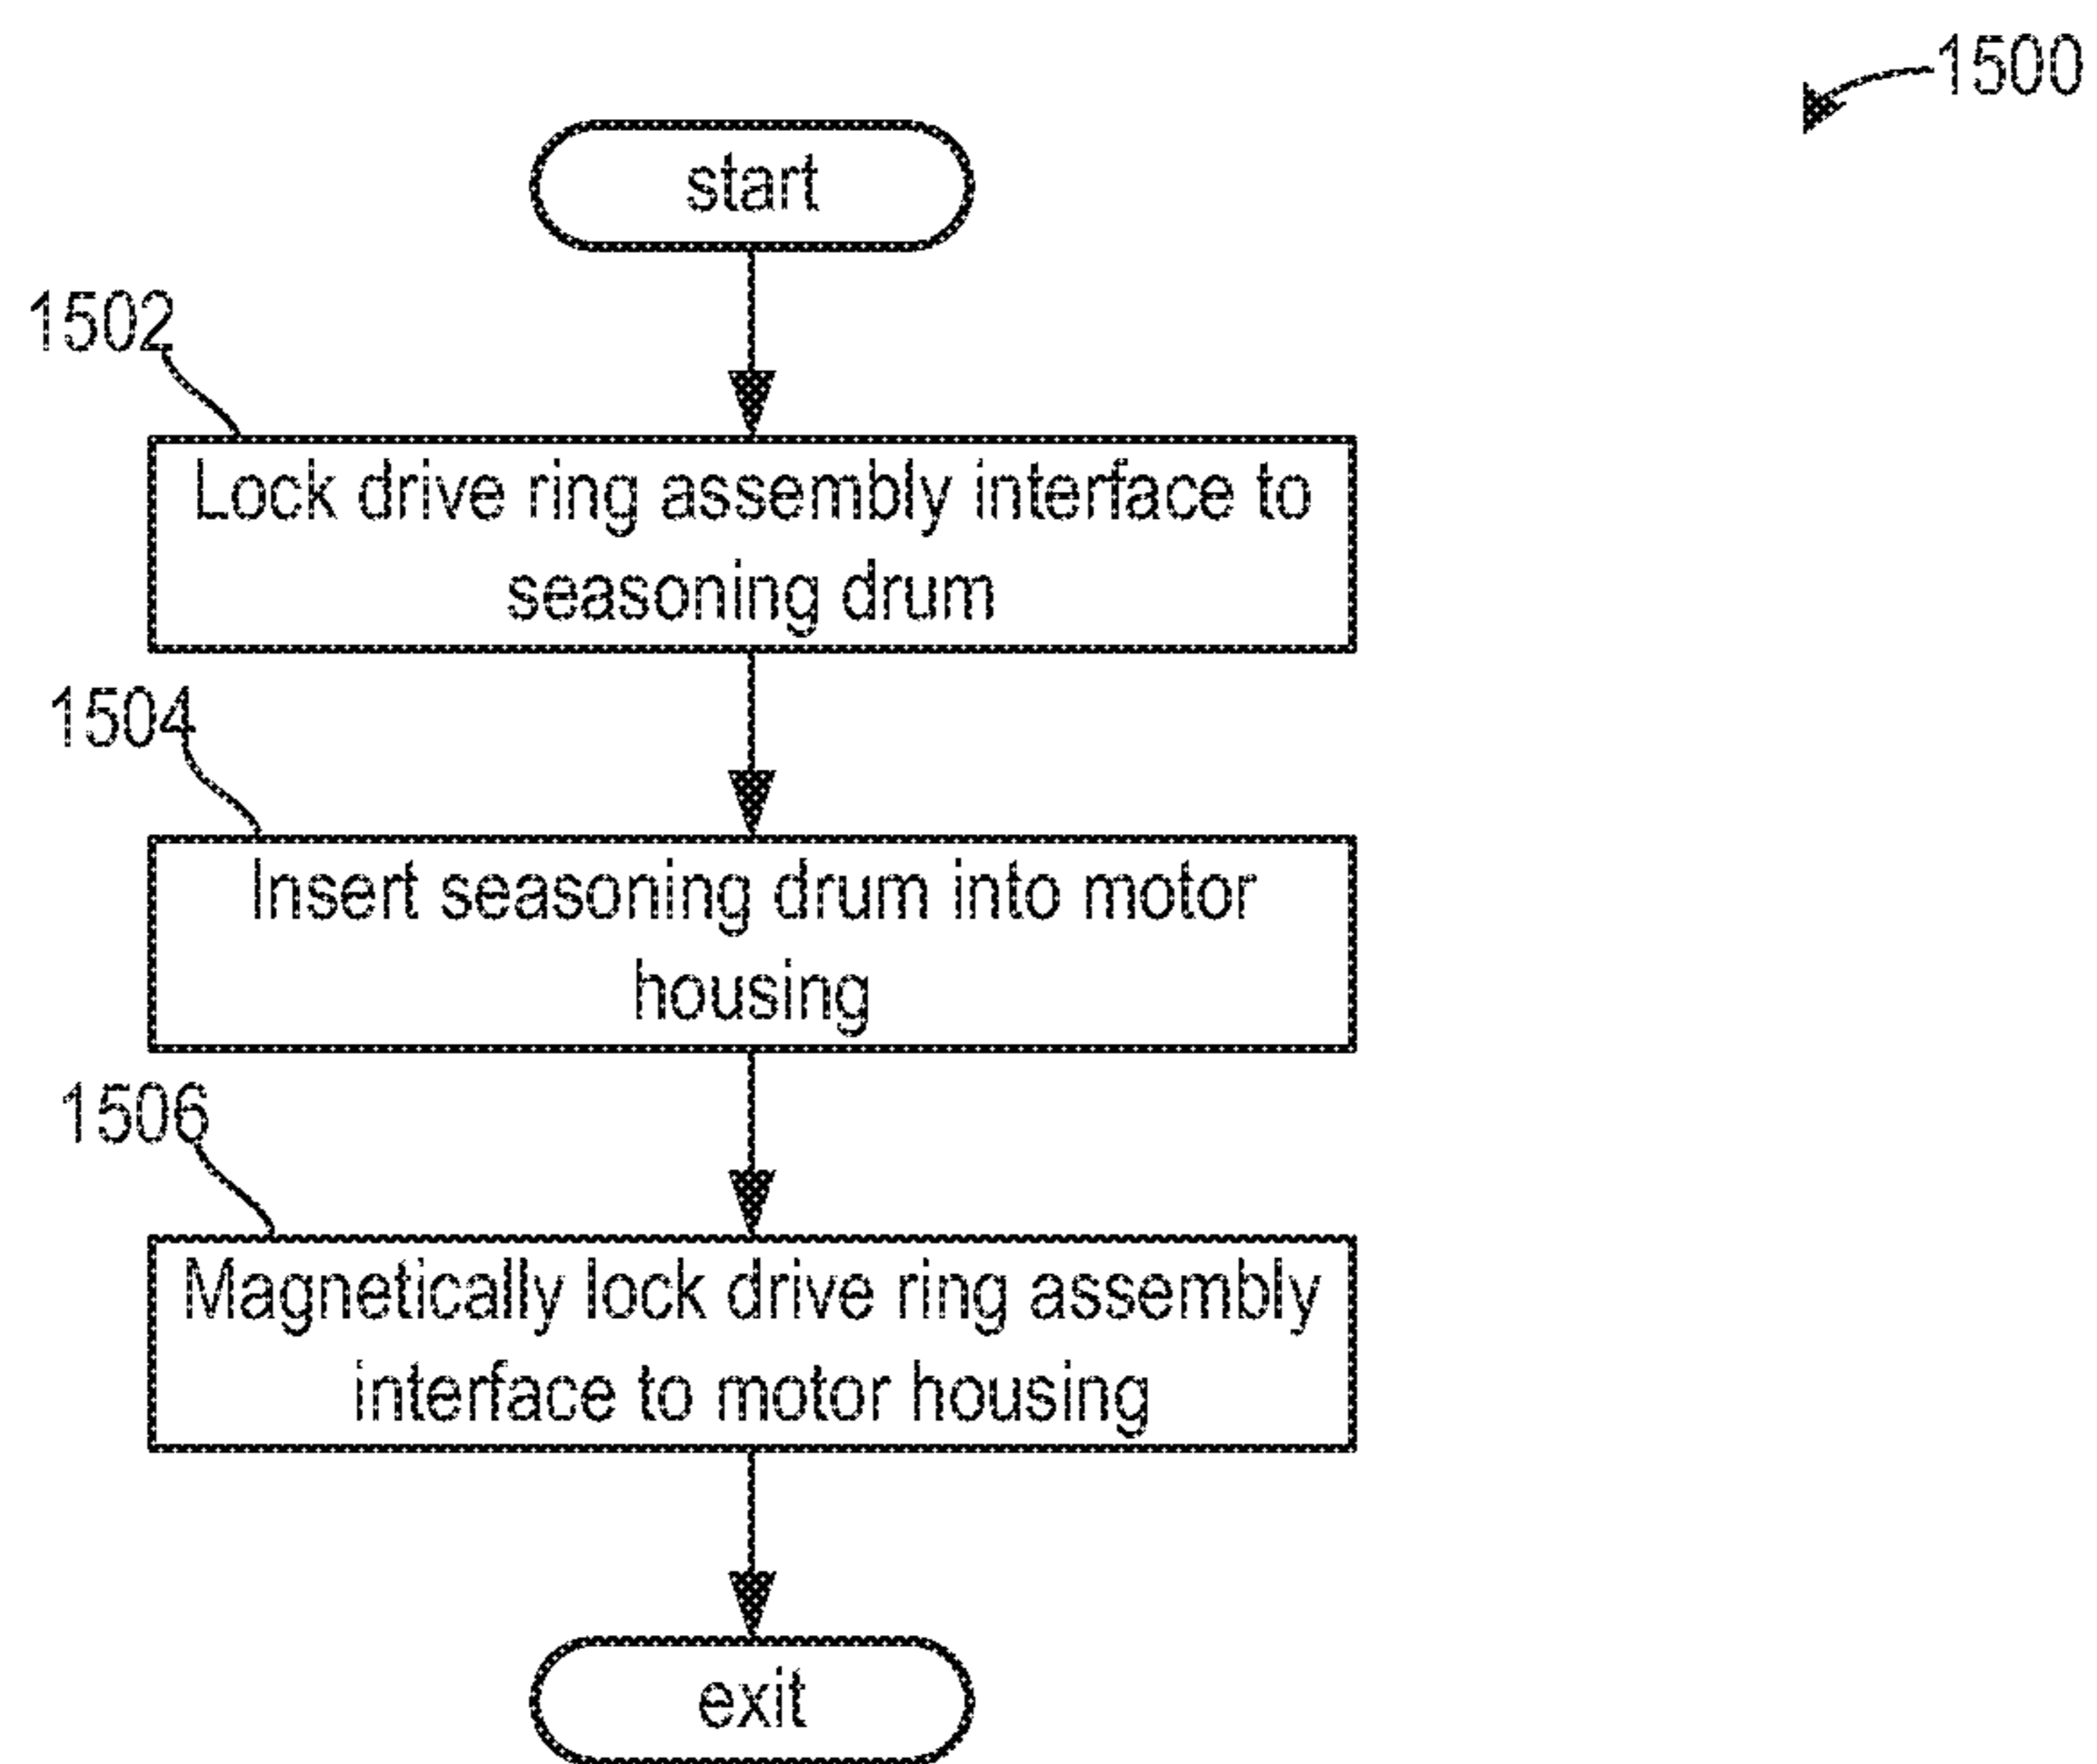 1500
start
1502
Lock drive ring assembly interface to
seasoning drum
1504
Insert seasoning drum into motor
housing
1506
Magnetically lock drive ring assembly
interface to motor housing
exit